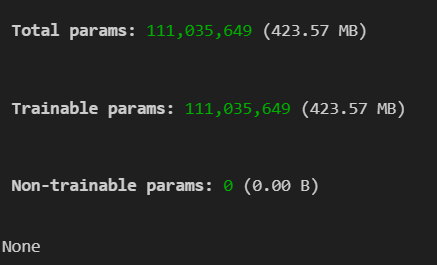 Total params: 111,035,649 (423.57 MB)
Trainable params: 111,035,649 (423.57 MB)
Non-trainable params: 0 (0.00 B)
None